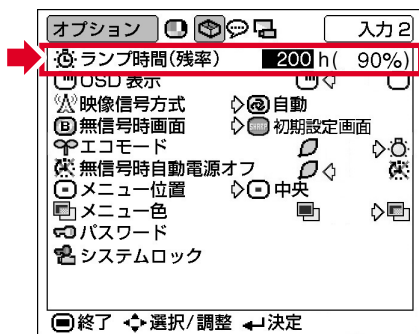 オプション 入力2
ランプ時間(残率) 200 h( 90%)
OSD 表示
映像信号方式 自動
B 無信号時画面 SHARP 初期設定画面
エコモード
無信号時自動電源オフ
メニュー位置 中央
メニュー色
パスワード
システムロック
終了 選択/調整 決定